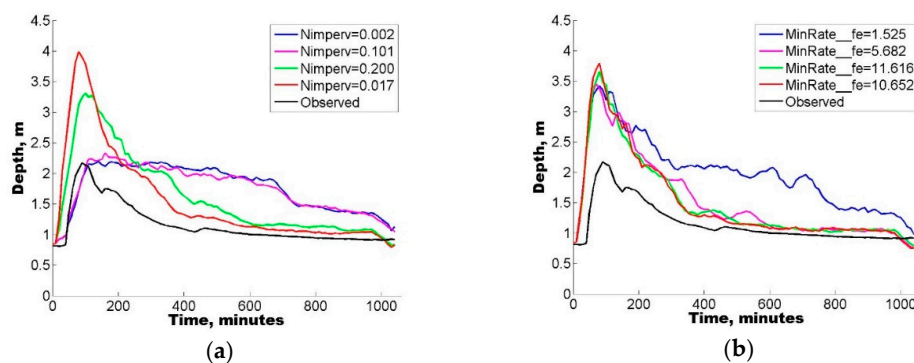 4.5
4
3.5
3
2.5
2
1.5
1
0.5
0
Depth, m
0 200 400 600 800 1000
Time, minutes
Nimperv=0.002
Nimperv=0.101
Nimperv=0.200
Nimperv=0.017
Observed
(a)
4.5
4
3.5
3
2.5
2
1.5
1
0.5
0
Depth, m
0 200 400 600 800 1000
Time, minutes
MinRate__fe=1.525
MinRate__fe=5.682
MinRate__fe=11.616
MinRate__fe=10.652
Observed
(b)